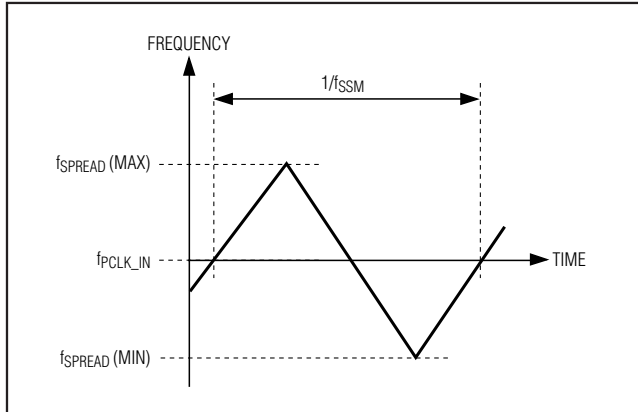 FREQUENCY
1/fSSM
fSPREAD (MAX)
fPCLK_IN
TIME
fSPREAD (MIN)